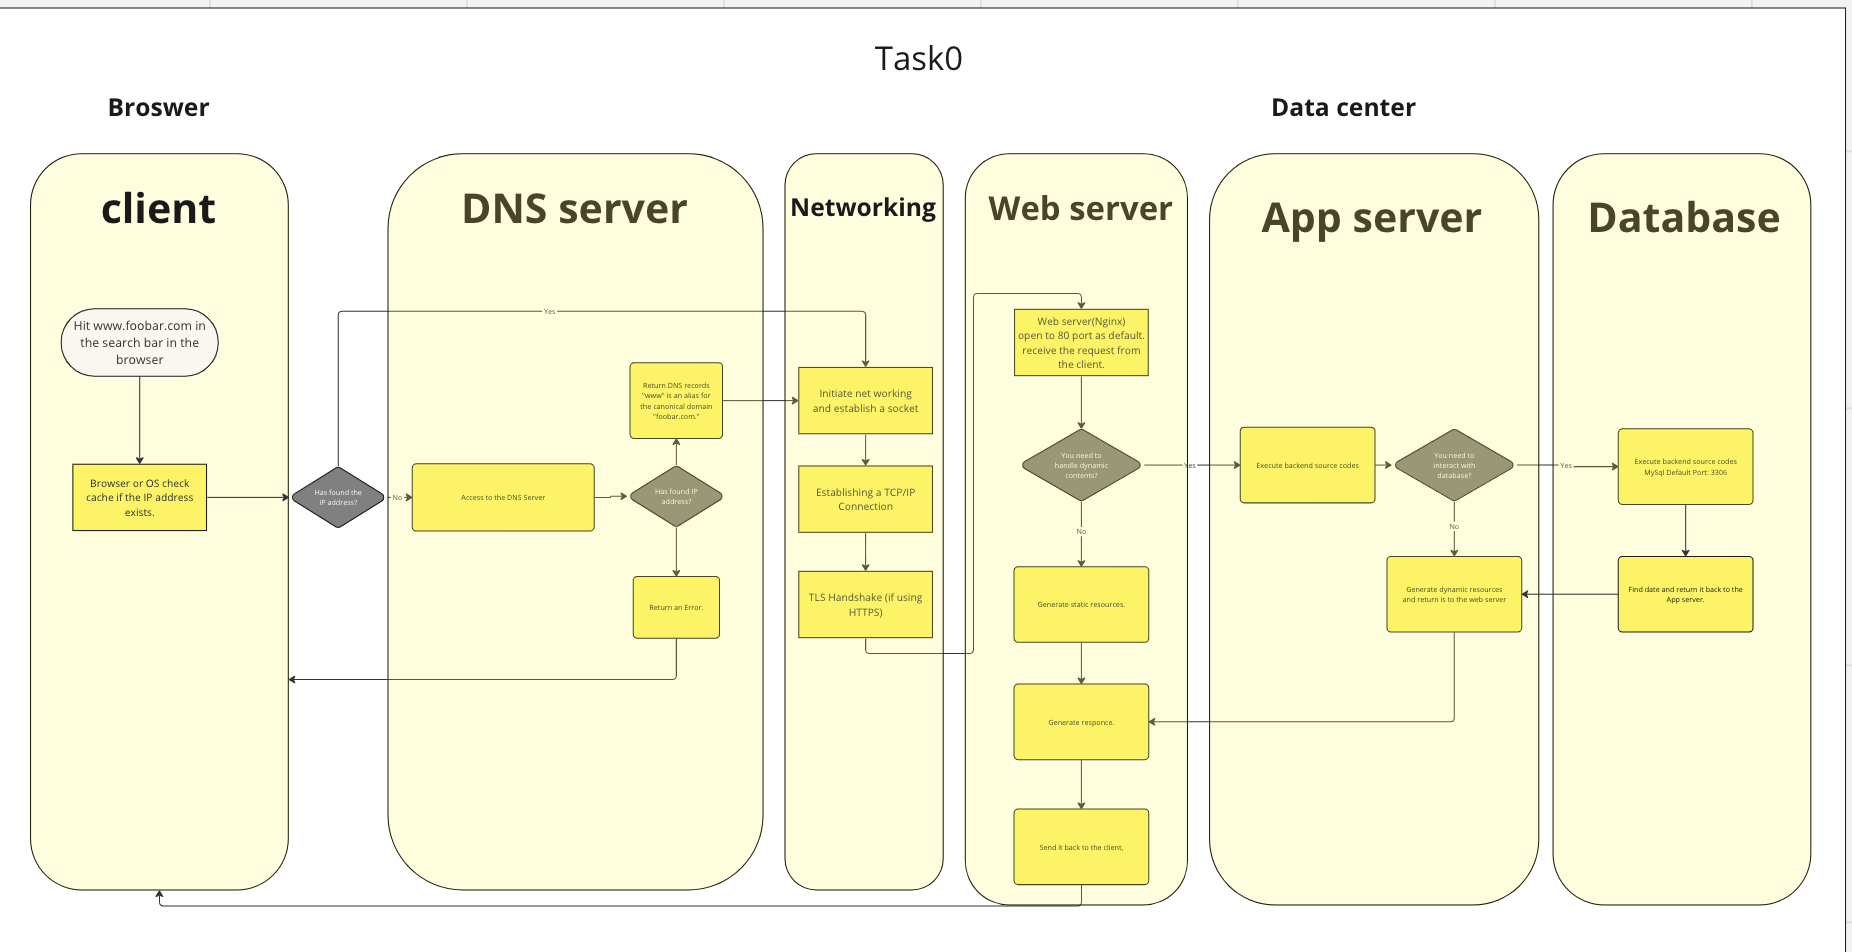 Task0
Broswer
Data center
client
DNS server
Networking
Web server
App server
Database
Hit www.foobar.com in
the search bar in the
browser
Browser or OS check
cache if the IP address
exists.
Has found the
IP address?
Yes
No
Access to the DNS Server
Has found IP
address?
Return DNS records
"www" is an alias for
the canonical domain
"foobar.com."
Return an Error.
Initiate net working
and establish a socket
Establishing a TCP/IP
Connection
TLS Handshake (if using
HTTPS)
Web server(Nginx)
open to 80 port as default.
receive the request from
the client.
You need to
handle dynamic
contents?
Yes
No
Generate static resources.
Generate responce.
Send it back to the client,
Execute backend source codes
You need to
interact with
database?
Yes
No
Generate dynamic resources
and return is to the web server
Execute backend source codes
MySql Default Port: 3306
Find date and return it back to the
App server.